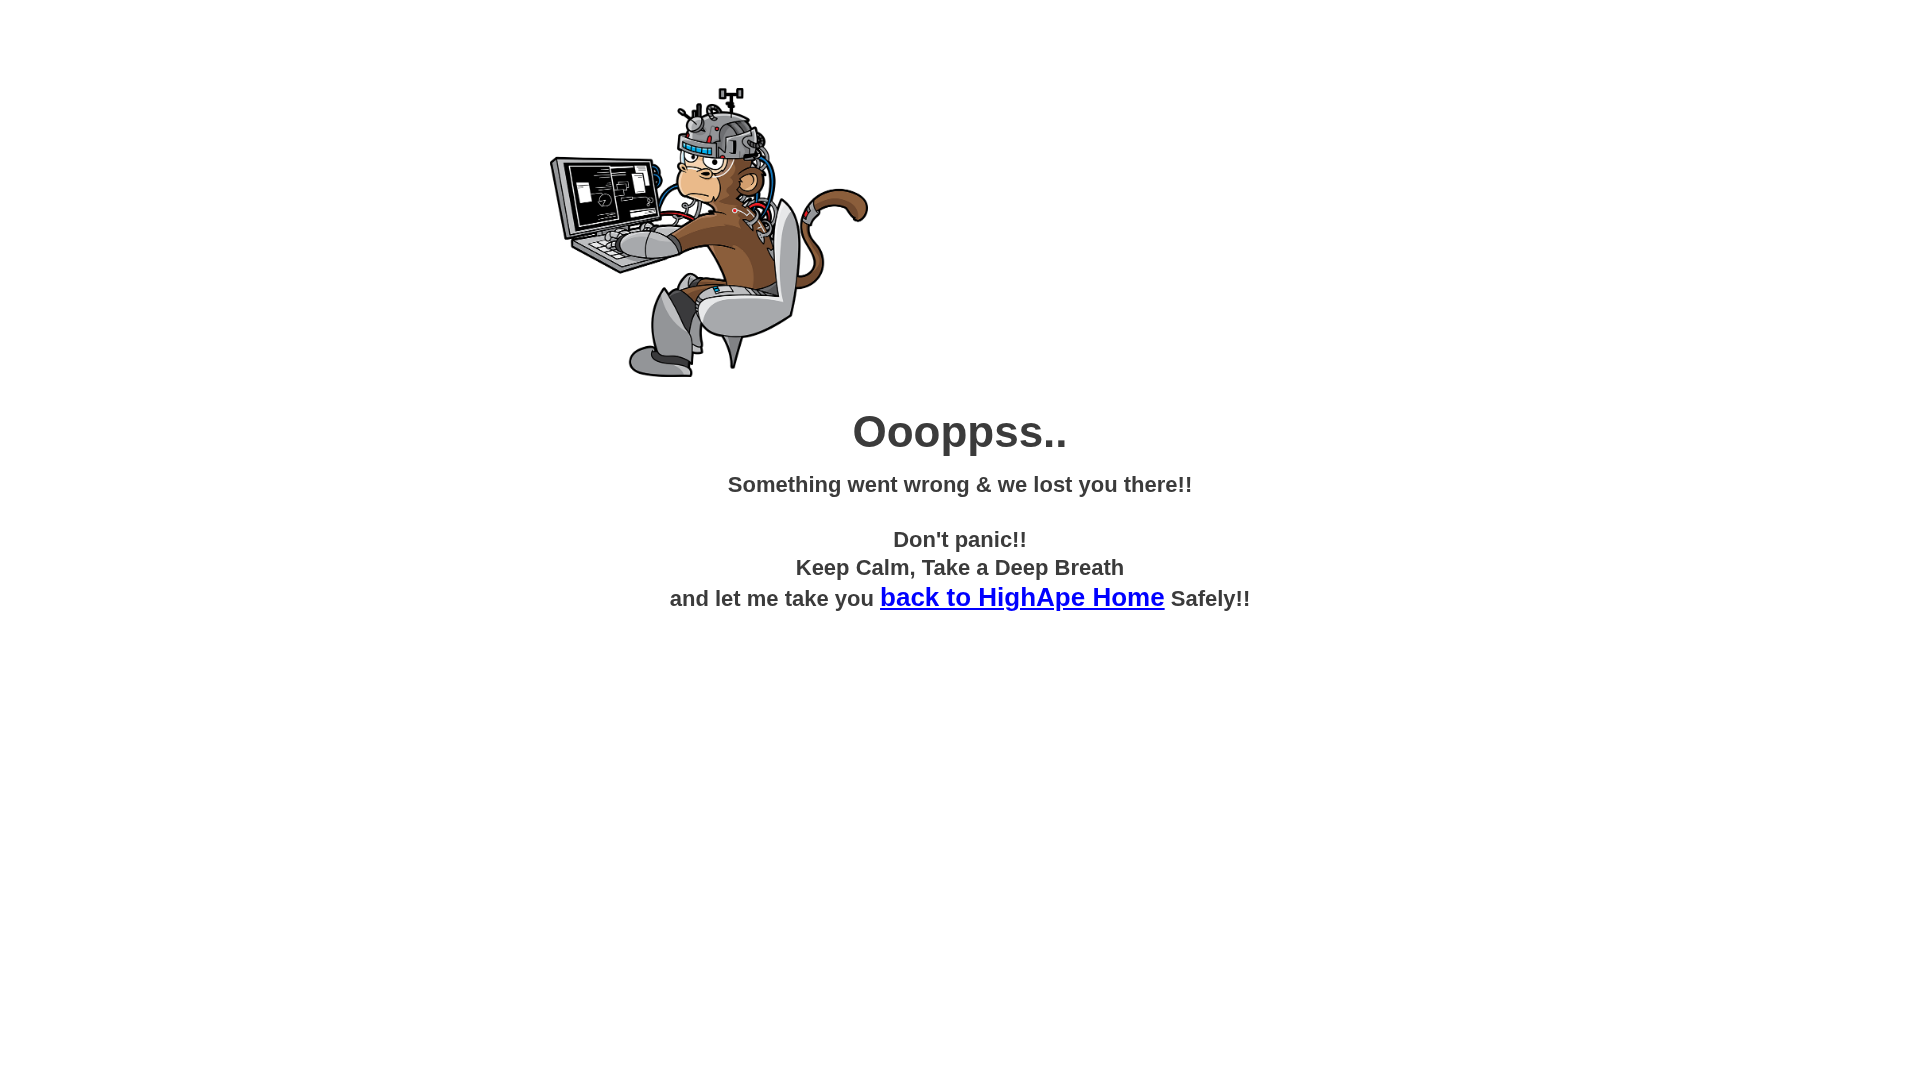 Oooppss..
Something went wrong & we lost you there!!
Don't panic!!
Keep Calm, Take a Deep Breath
and let me take you back to HighApe Home Safely!!